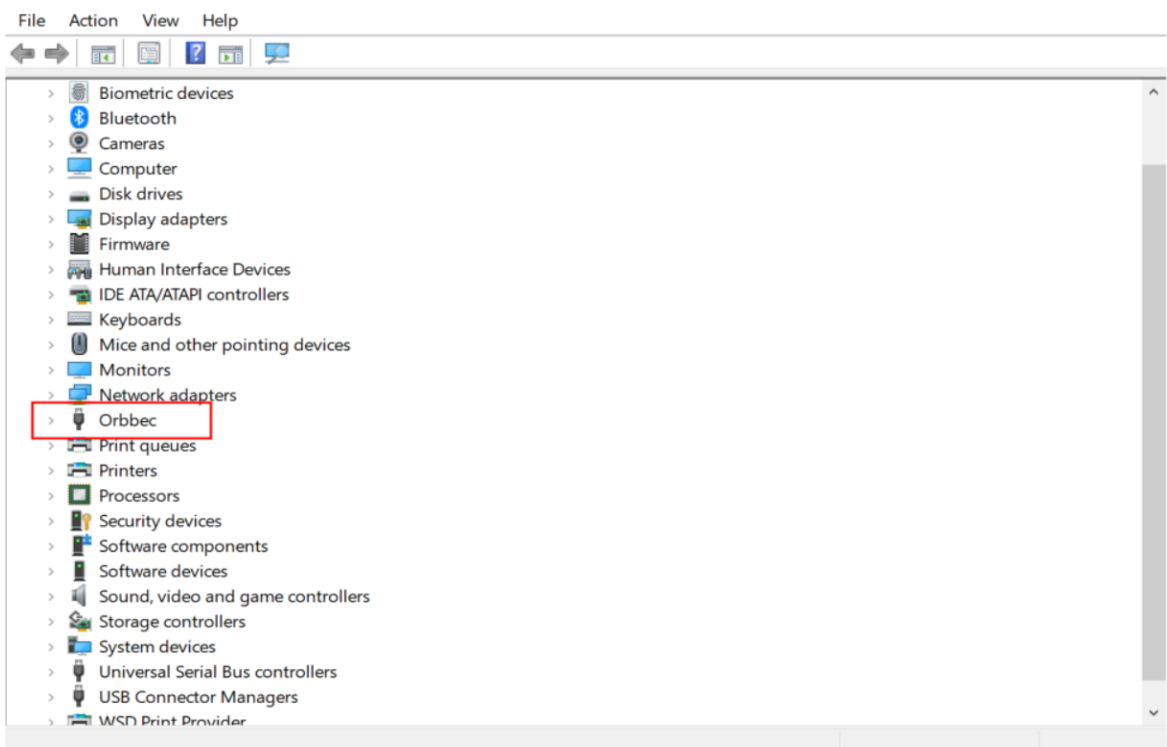 File Action View Help
Biometric devices
Bluetooth
Cameras
Computer
Disk drives
Display adapters
Firmware
Human Interface Devices
IDE ATA/ATAPI controllers
Keyboards
Mice and other pointing devices
Monitors
Network adapters
Orbbec
Print queues
Printers
Processors
Security devices
Software components
Software devices
Sound, video and game controllers
Storage controllers
System devices
Universal Serial Bus controllers
USB Connector Managers
WSD Print Provider